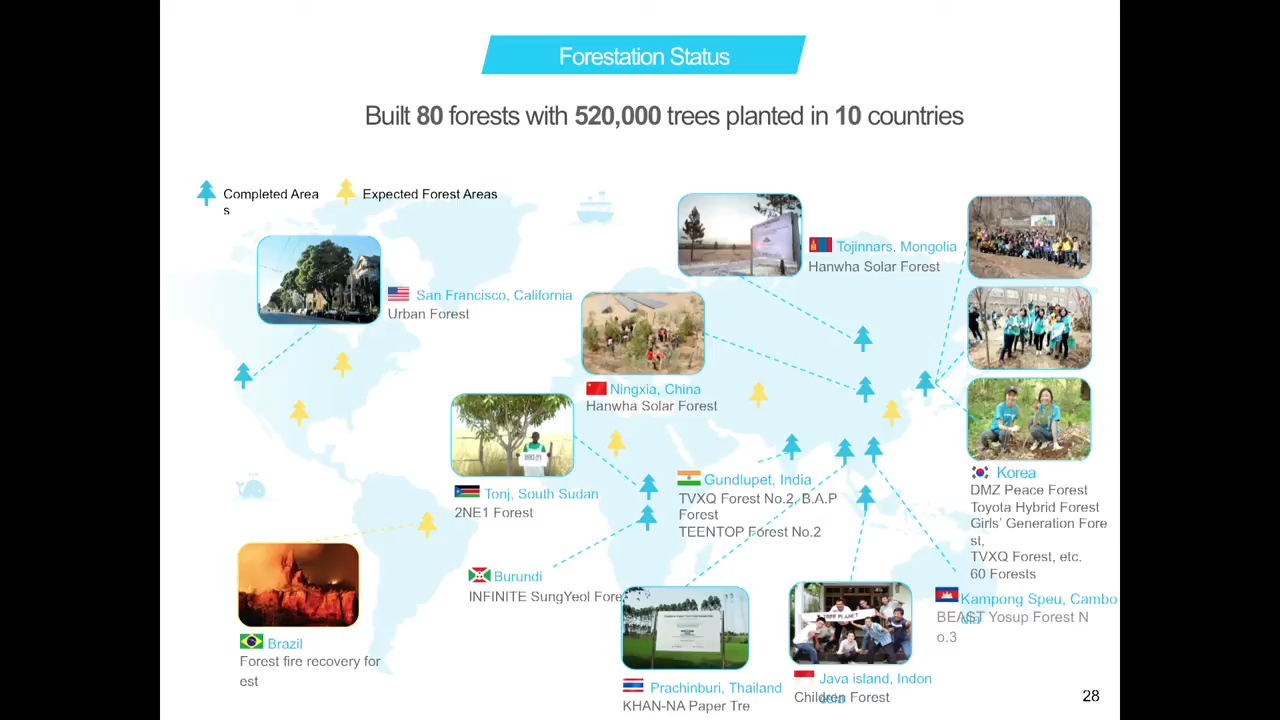 Forestation Status
Built 80 forests with 520,000 trees planted in 10 countries
Completed Area
s
Expected Forest Areas
Tojinnars, Mongolia
Hanwha Solar Forest
San Francisco, California
Urban Forest
Ningxia, China
Hanwha Solar Forest
Tonj, South Sudan
2NE1 Forest
Gundlupet, India
TVXQ Forest No.2, B.A.P
Forest
TEENTOP Forest No.2
Korea
DMZ Peace Forest
Toyota Hybrid Forest
Girls' Generation Fore
st,
TVXQ Forest, etc.
60 Forests
Burundi
INFINITE SungYeol Fore
Kampong Speu, Cambo
dia
BEAST Yosup Forest N
o.3
Brazil
Forest fire recovery for
est
Prachinburi, Thailand
KHAN-NA Paper Tre
TREE PLANET
Java island, Indon
esia
Children Forest
28